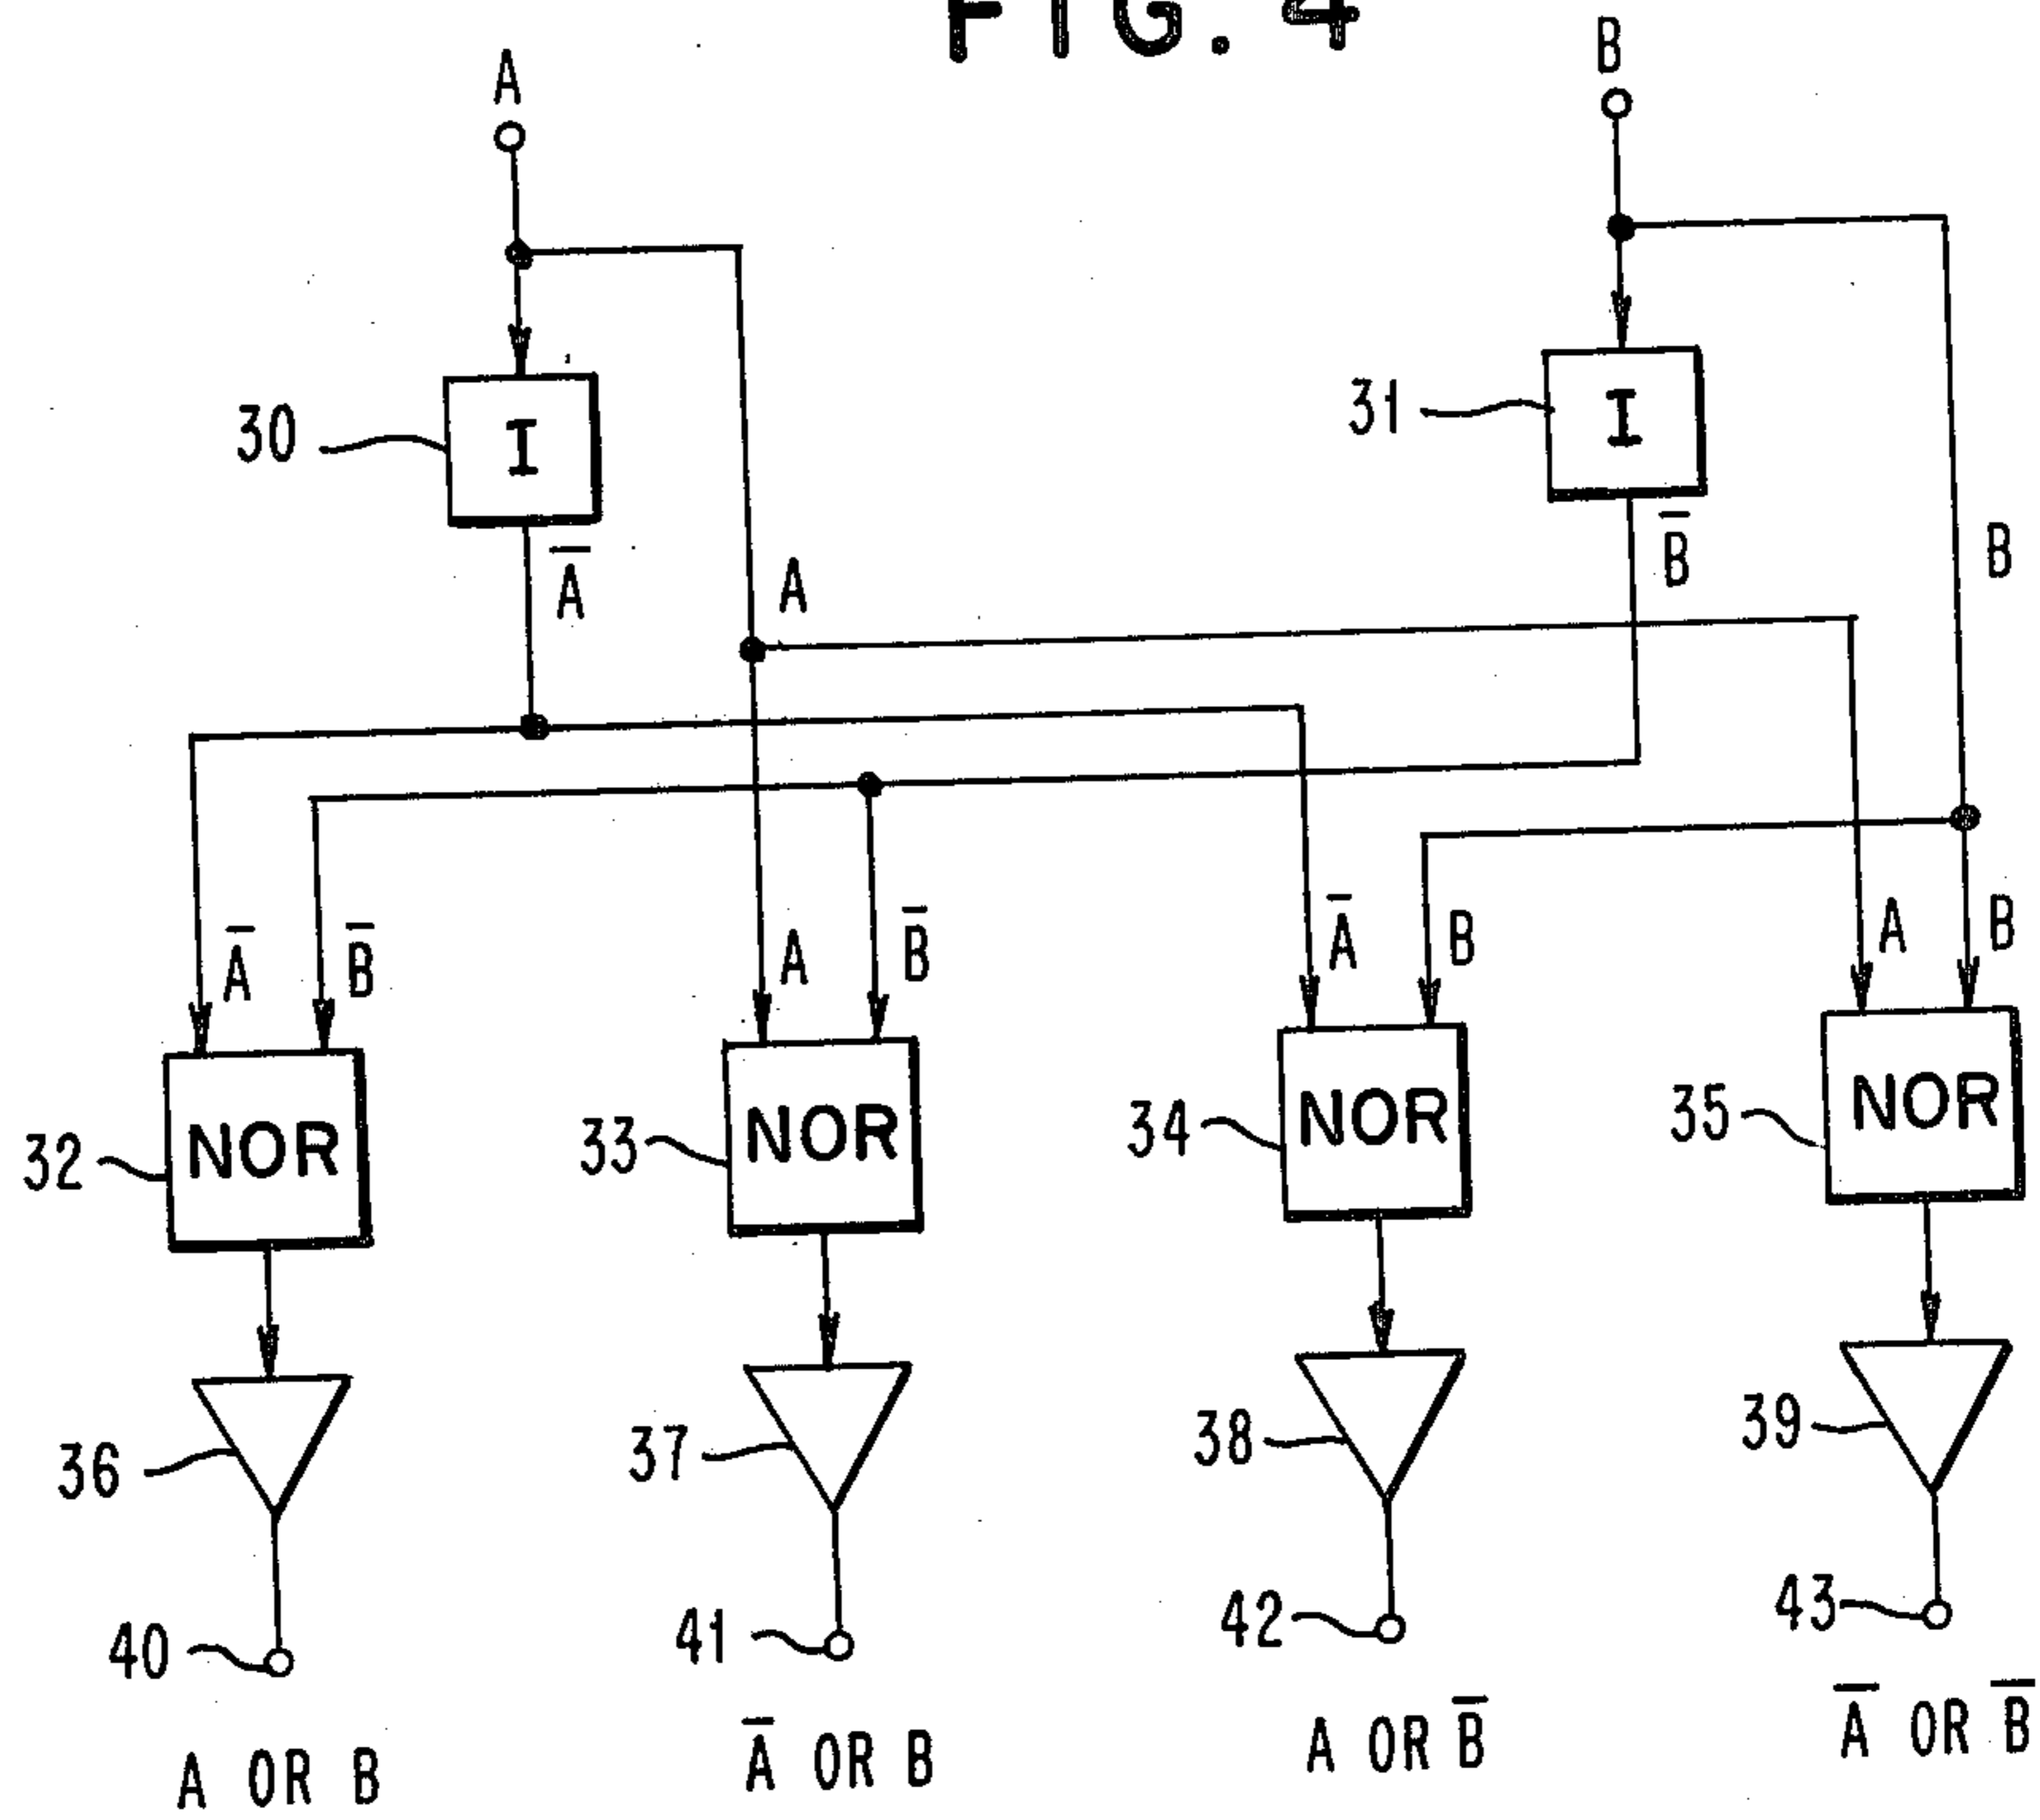 FIG. 4
A
B
30
I
31
I
A̅
A
B̅
B
A̅
B̅
A
B̅
A̅
B
A
B
32
NOR
33
NOR
34
NOR
35
NOR
36
37
38
39
40
41
42
43
A OR B
A̅ OR B
A OR B̅
A̅ OR B̅